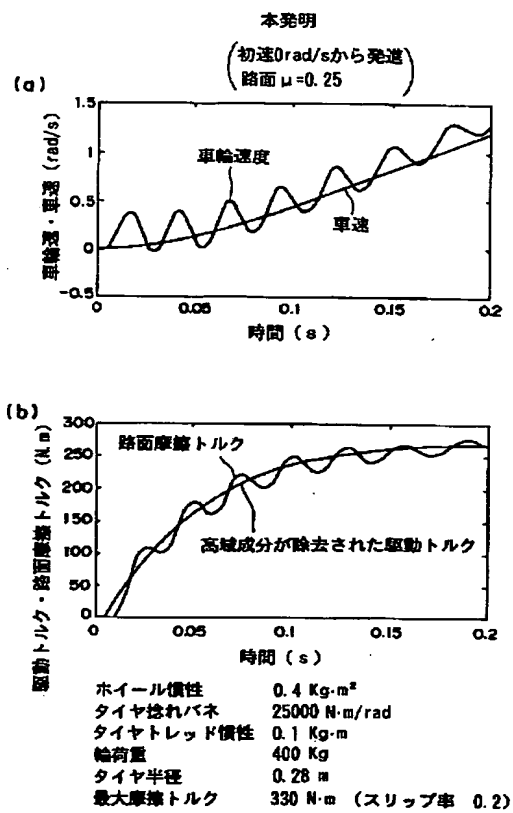 本発明
初速0rad/sから発進
路面μ=0.25
(a)
車輪速・車速 (rad/s)
1.5
1
0.5
0
-0.5
車輪速度
車速
0.05
0.1
0.15
0.2
時間 (s)
(b)
駆動トルク・路面摩擦トルク (N.m)
300
250
200
150
100
50
0
路面摩擦トルク
高域成分が除去された駆動トルク
0
0.05
0.1
0.15
0.2
時間 (s)
ホイール慣性 0.4 Kg·m²
タイヤ捻れバネ 25000 N·m/rad
タイヤトレッド慣性 0.1 Kg·m
輪荷重 400 Kg
タイヤ半径 0.28 m
最大摩擦トルク 330 N·m (スリップ率 0.2)